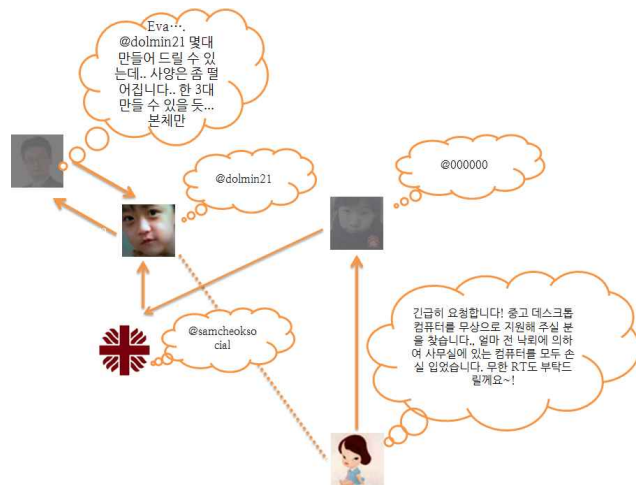 Eva….
@dolmin21 몇대
만들어 드릴 수 있
는데.. 사양은 좀 떨
어집니다.. 한 3대
만들 수 있을 듯...
본체만
@dolmin21
@000000
@samcheokso
cial
긴급히 요청합니다! 중고 데스크톱
컴퓨터를 무상으로 지원해 주실 분
을 찾습니다., 얼마 전 낙뢰에 의하
여 사무실에 있는 컴퓨터를 모두 손
실 입었습니다. 무한 RT도 부탁드
릴께요~!